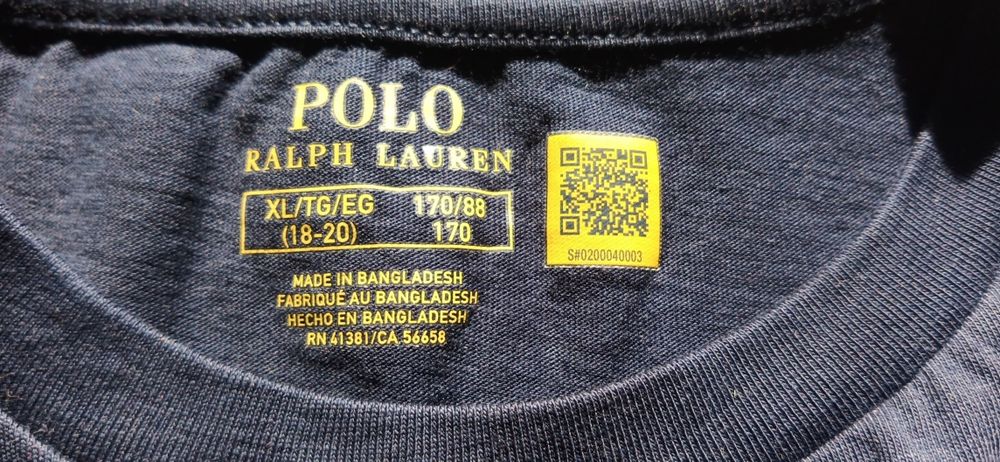 POLO
RALPH LAUREN
XL/TG/EG 170/88
(18-20) 170
MADE IN BANGLADESH
FABRIQUÉ AU BANGLADESH
HECHO EN BANGLADESH
RN 41381/CA 56658
S#0200040003